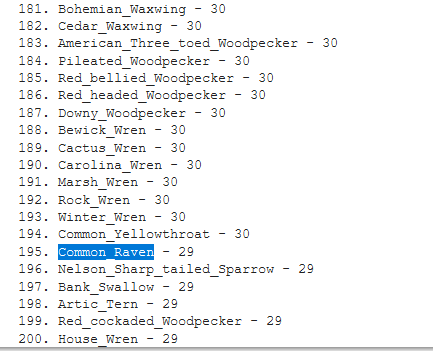 181. Bohemian_Waxwing - 30
182. Cedar_Waxwing - 30
183. American_Three_toed_Woodpecker - 30
184. Pileated_Woodpecker - 30
185. Red_bellied_Woodpecker - 30
186. Red_headed_Woodpecker - 30
187. Downy_Woodpecker - 30
188. Bewick_Wren - 30
189. Cactus_Wren - 30
190. Carolina_Wren - 30
191. Marsh_Wren - 30
192. Rock_Wren - 30
193. Winter_Wren - 30
194. Common_Yellowthroat - 30
195. Common_Raven - 29
196. Nelson_Sharp_tailed_Sparrow - 29
197. Bank_Swallow - 29
198. Artic_Tern - 29
199. Red_cockaded_Woodpecker - 29
200. House_Wren - 29